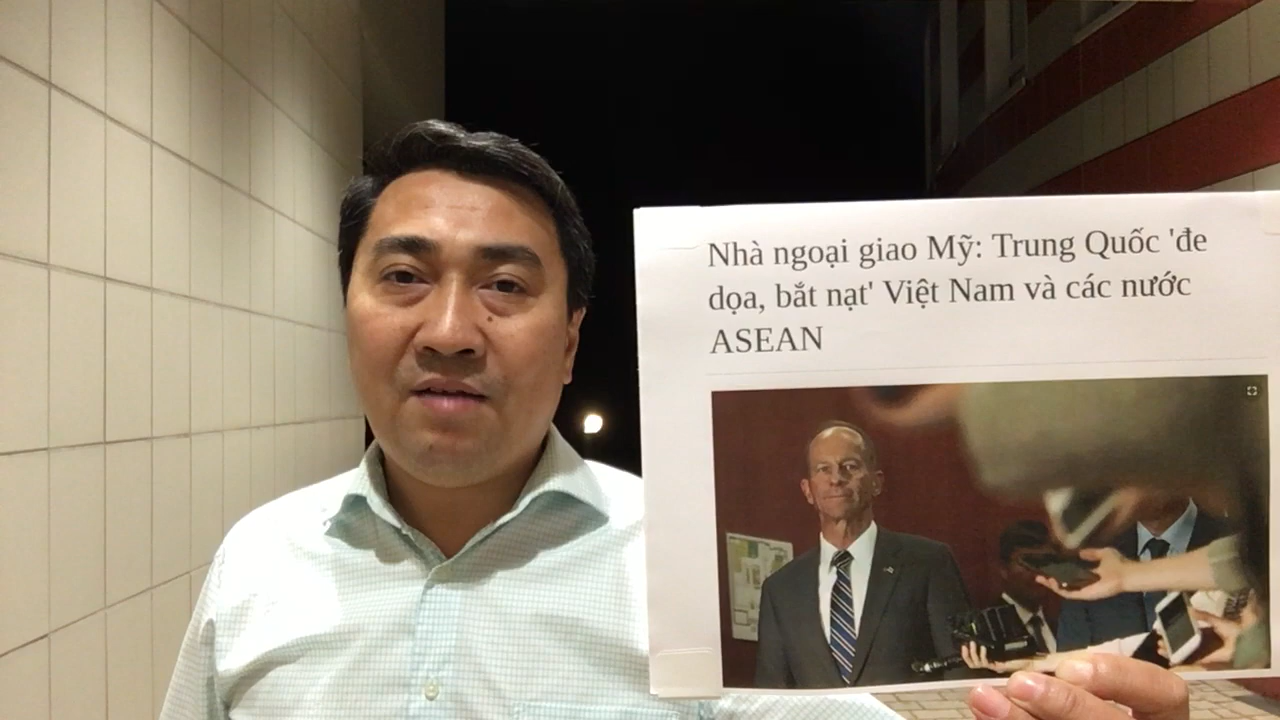 Nhà ngoại giao Mỹ: Trung Quốc 'đe
dọa, bắt nạt' Việt Nam và các nước
ASEAN